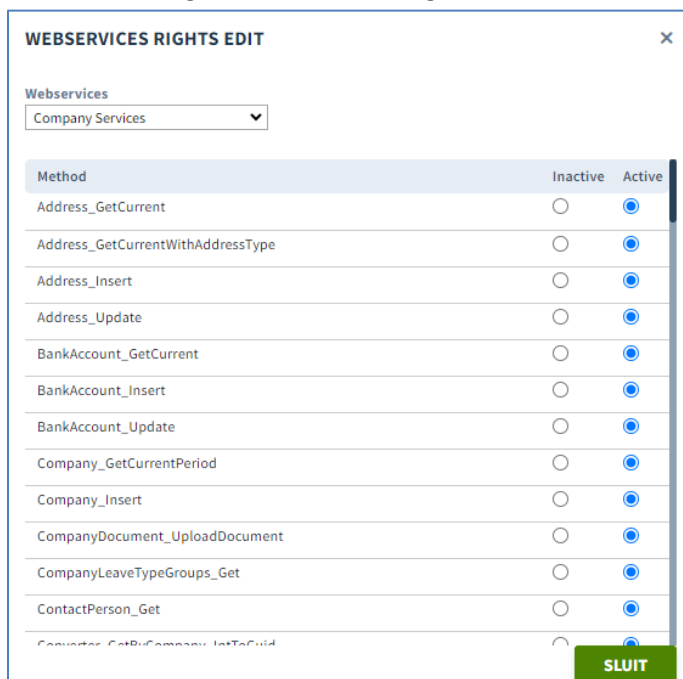 WEBSERVICES RIGHTS EDIT ×
Webservices
Company Services
Method Inactive Active
Address_GetCurrent
Address_GetCurrentWithAddressType
Address_Insert
Address_Update
BankAccount_GetCurrent
BankAccount_Insert
BankAccount_Update
Company_GetCurrentPeriod
Company_Insert
CompanyDocument_UploadDocument
CompanyLeaveTypeGroups_Get
ContactPerson_Get
Converter_GetByCompany_IntToGuid
SLUIT